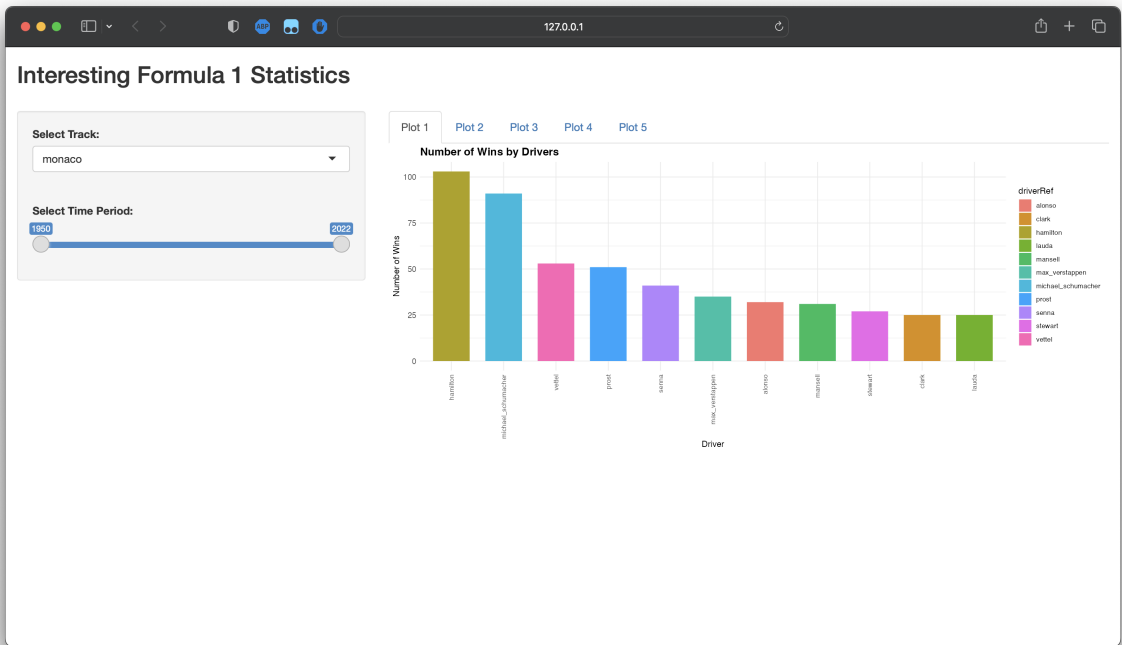 ABP
127.0.0.1
Interesting Formula 1 Statistics
Select Track:
monaco
Select Time Period:
1950
2022
Plot 1
Plot 2
Plot 3
Plot 4
Plot 5
Number of Wins by Drivers
Number of Wins
100
75
50
25
0
hamilton
michael_schumacher
vettel
prost
senna
max_verstappen
alonso
mansell
stewart
clark
lauda
Driver
driverRef
alonso
clark
hamilton
lauda
mansell
max_verstappen
michael_schumacher
prost
senna
stewart
vettel